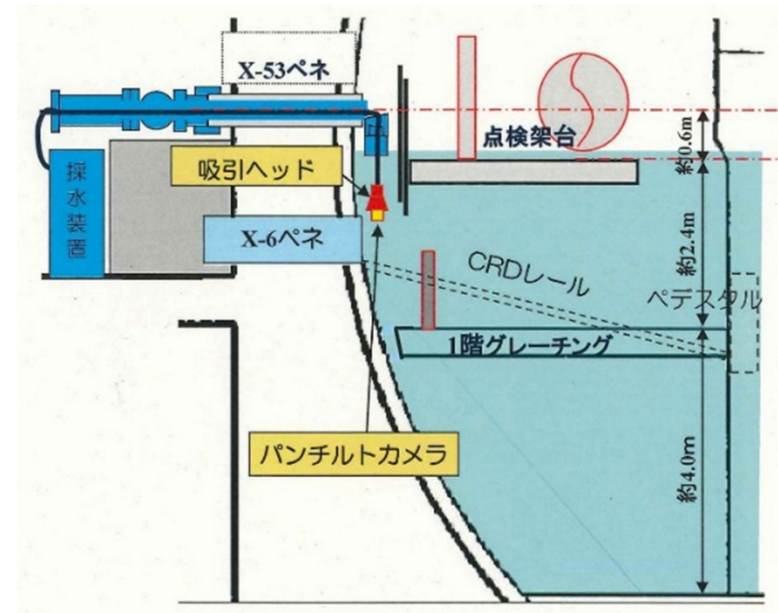 X-53ペネ
点検架台
約0.6m
吸引ヘッド
採水装置
X-6ペネ
約2.4m
CRDレール
ペデスタル
1階グレーチング
パンチルトカメラ
約4.0m